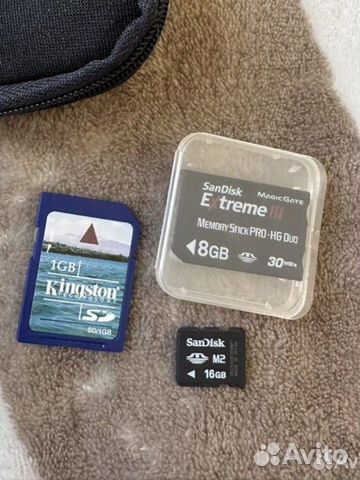 SanDisk MAGICGATE
Extreme III
MEMORY STICK PRO-HG DUO
8GB 30MB/s
1GB
Kingston
TECHNOLOGY
SD
SD/1GB
SanDisk
M2
16GB
Avito